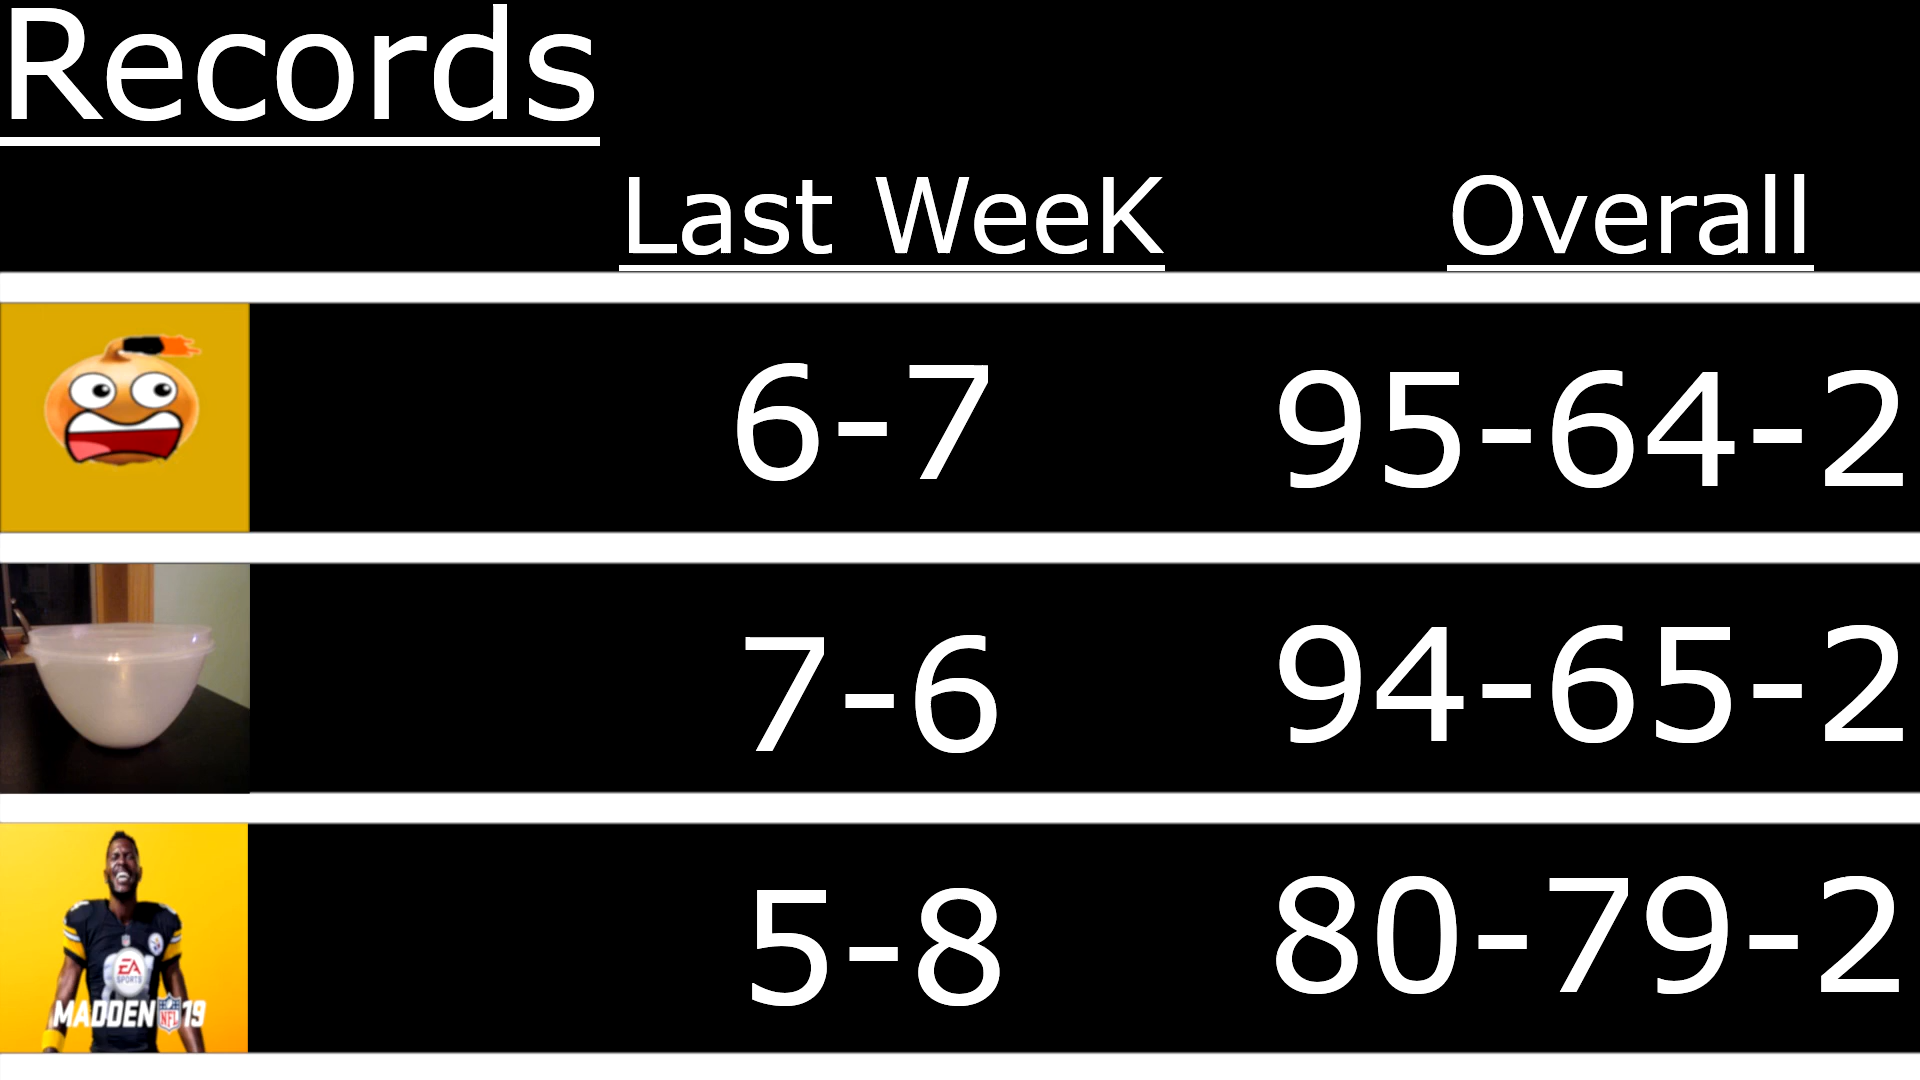 Records
Last WeeK Overall
6-7 95-64-2
7-6 94-65-2
5-8 80-79-2
EA
SPORTS
MADDEN NFL 19